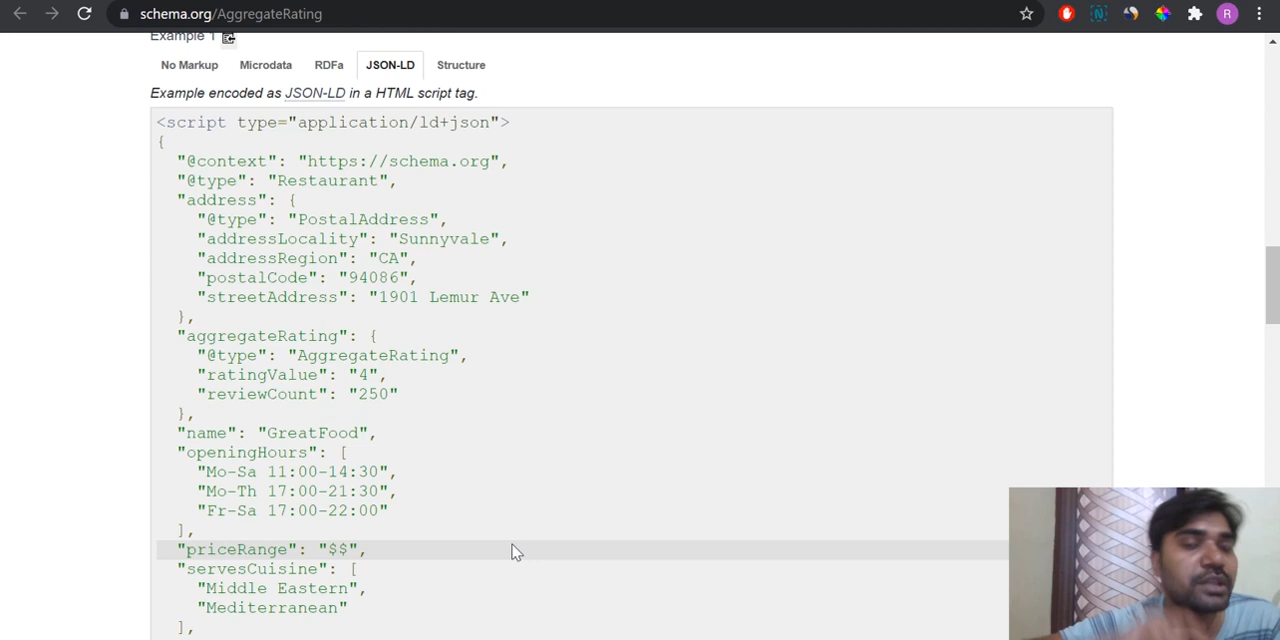 schema.org/AggregateRating
R
Example 1
No Markup Microdata RDFa JSON-LD Structure
Example encoded as JSON-LD in a HTML script tag.
<script type="application/ld+json">
{
"@context": "https://schema.org",
"@type": "Restaurant",
"address": {
"@type": "PostalAddress",
"addressLocality": "Sunnyvale",
"addressRegion": "CA",
"postalCode": "94086",
"streetAddress": "1901 Lemur Ave"
},
"aggregateRating": {
"@type": "AggregateRating",
"ratingValue": "4",
"reviewCount": "250"
},
"name": "GreatFood",
"openingHours": [
"Mo-Sa 11:00-14:30",
"Mo-Th 17:00-21:30",
"Fr-Sa 17:00-22:00"
],
"priceRange": "$$",
"servesCuisine": [
"Middle Eastern",
"Mediterranean"
],